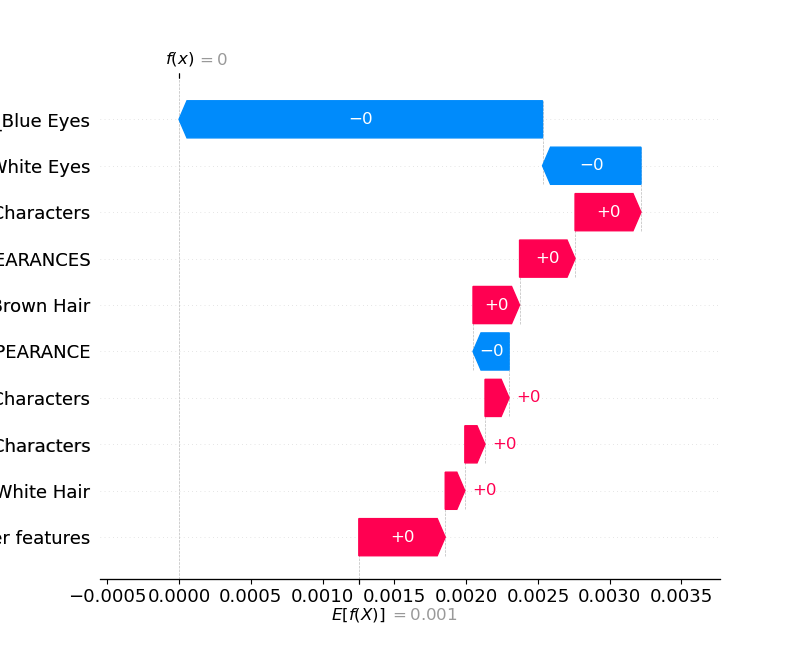 f(x) = 0
_Blue Eyes
−0
White Eyes
−0
Characters
+0
EARANCES
+0
Brown Hair
+0
PEARANCE
−0
Characters
+0
Characters
+0
White Hair
+0
er features
+0
−0.0005 0.0000 0.0005 0.0010 0.0015 0.0020 0.0025 0.0030 0.0035
E[f(X)] = 0.001